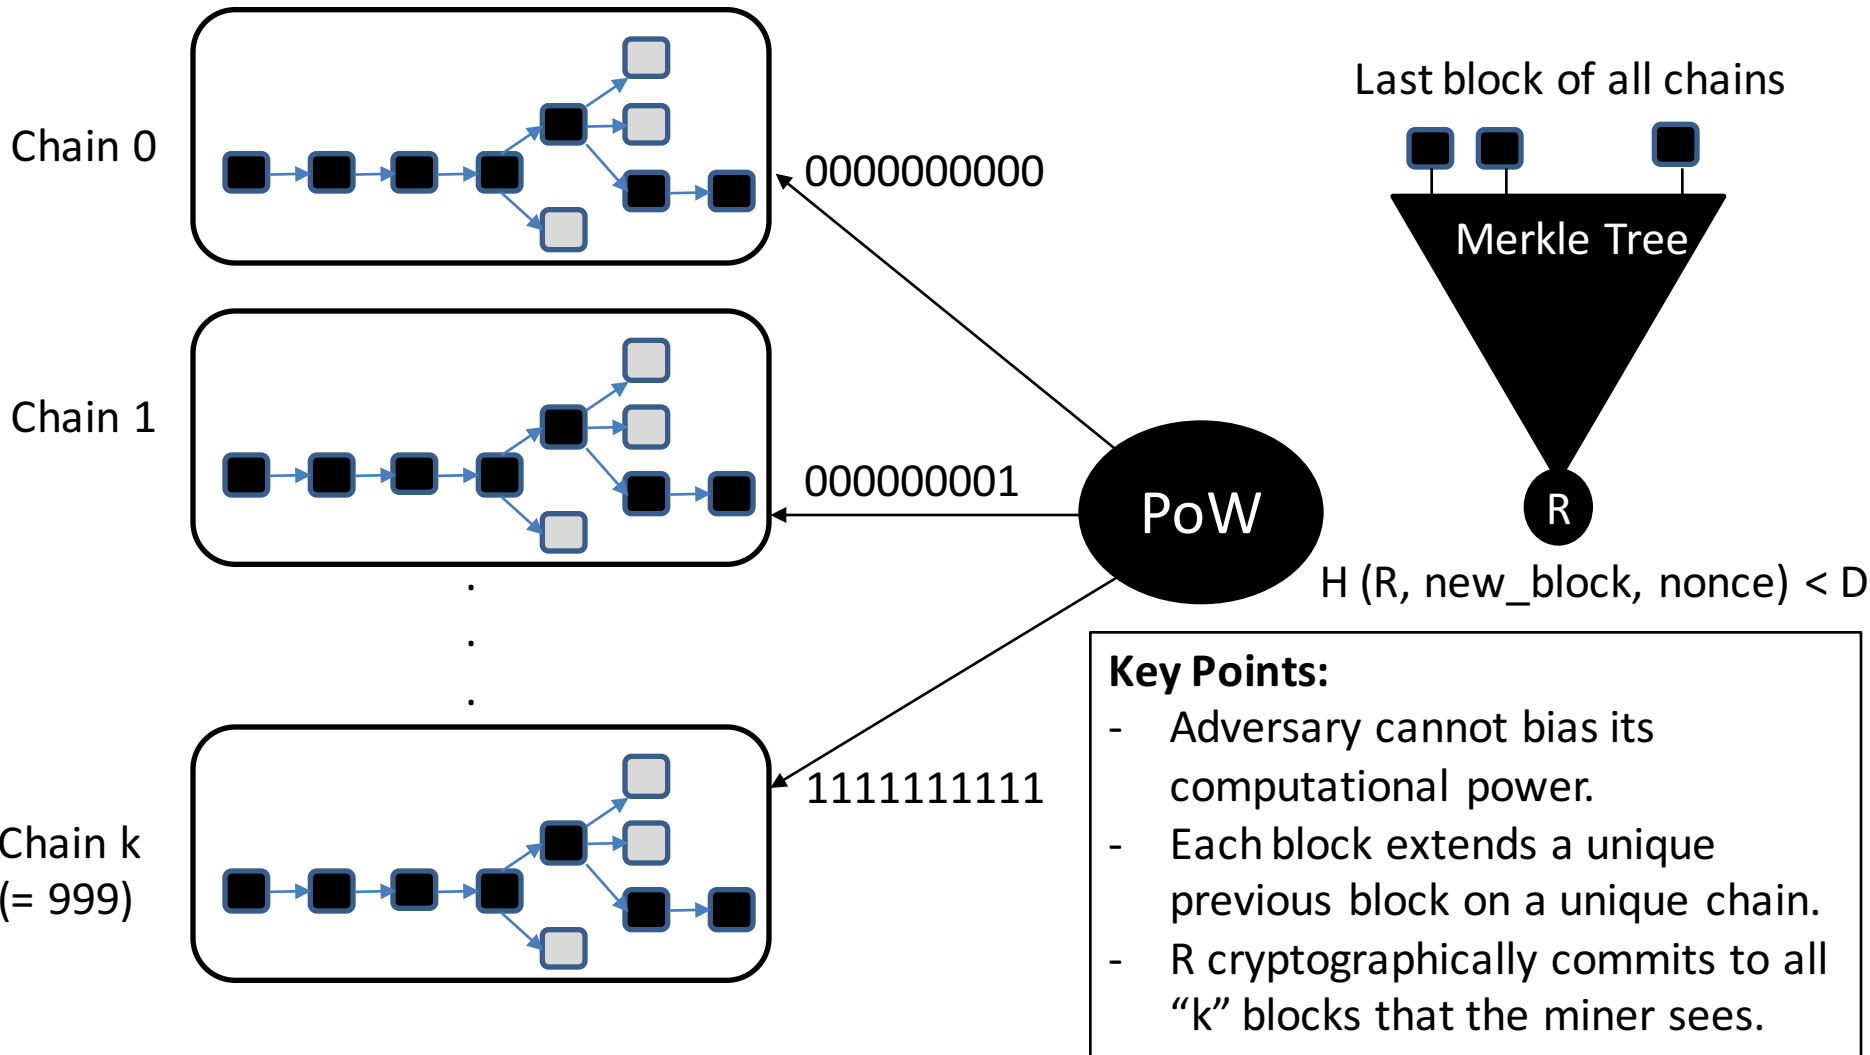 Chain 0
0000000000
Last block of all chains
Merkle Tree
Chain 1
000000001
PoW
R
H (R, new_block, nonce) < D
.
.
.
Chain k
(= 999)
1111111111
Key Points:
- Adversary cannot bias its
computational power.
- Each block extends a unique
previous block on a unique chain.
- R cryptographically commits to all
“k” blocks that the miner sees.